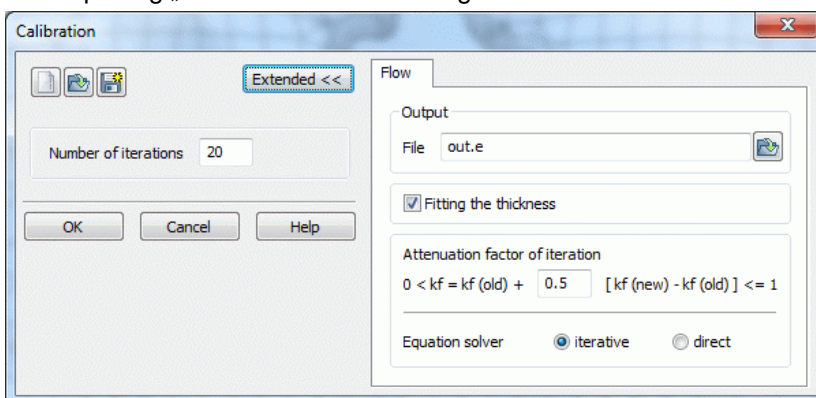 Calibration
Extended <<
Number of iterations 20
OK Cancel Help
Flow
Output
File out.e
Fitting the thickness
Attenuation factor of iteration
0 < kf = kf (old) + 0.5 [ kf (new) - kf (old) ] <= 1
Equation solver iterative direct